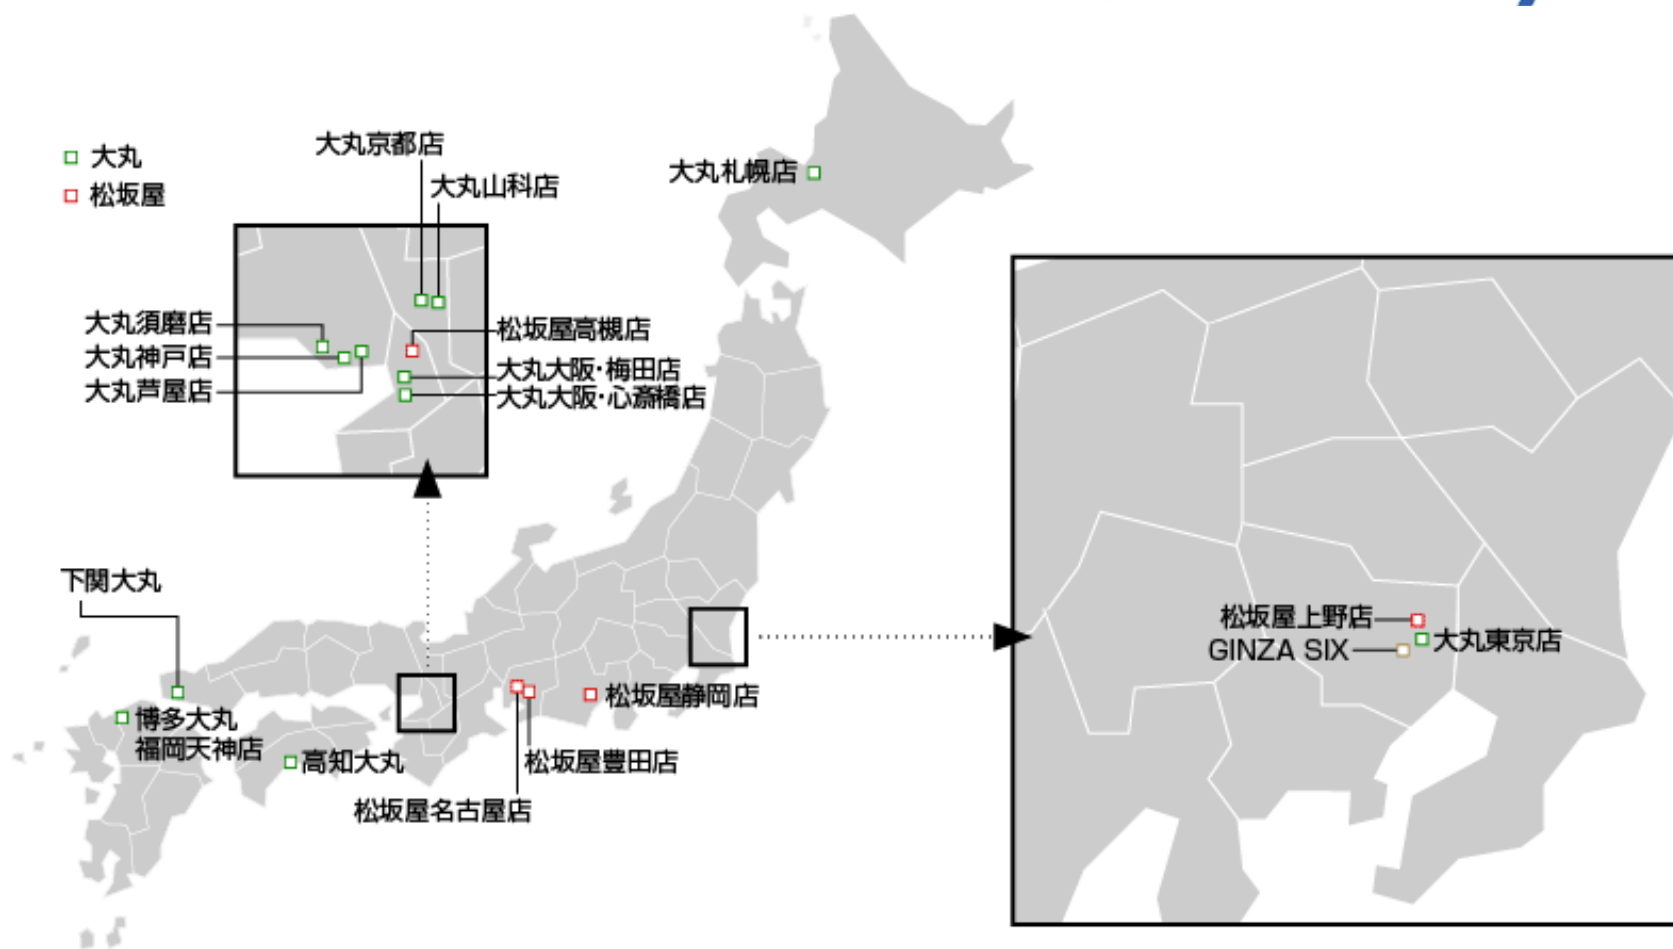 大丸
松坂屋
大丸京都店
大丸山科店
大丸須磨店
大丸神戸店
大丸芦屋店
松坂屋高槻店
大丸大阪・梅田店
大丸大阪・心斎橋店
大丸札幌店
下関大丸
博多大丸
福岡天神店
高知大丸
松坂屋名古屋店
松坂屋豊田店
松坂屋静岡店
松坂屋上野店
GINZA SIX
大丸東京店